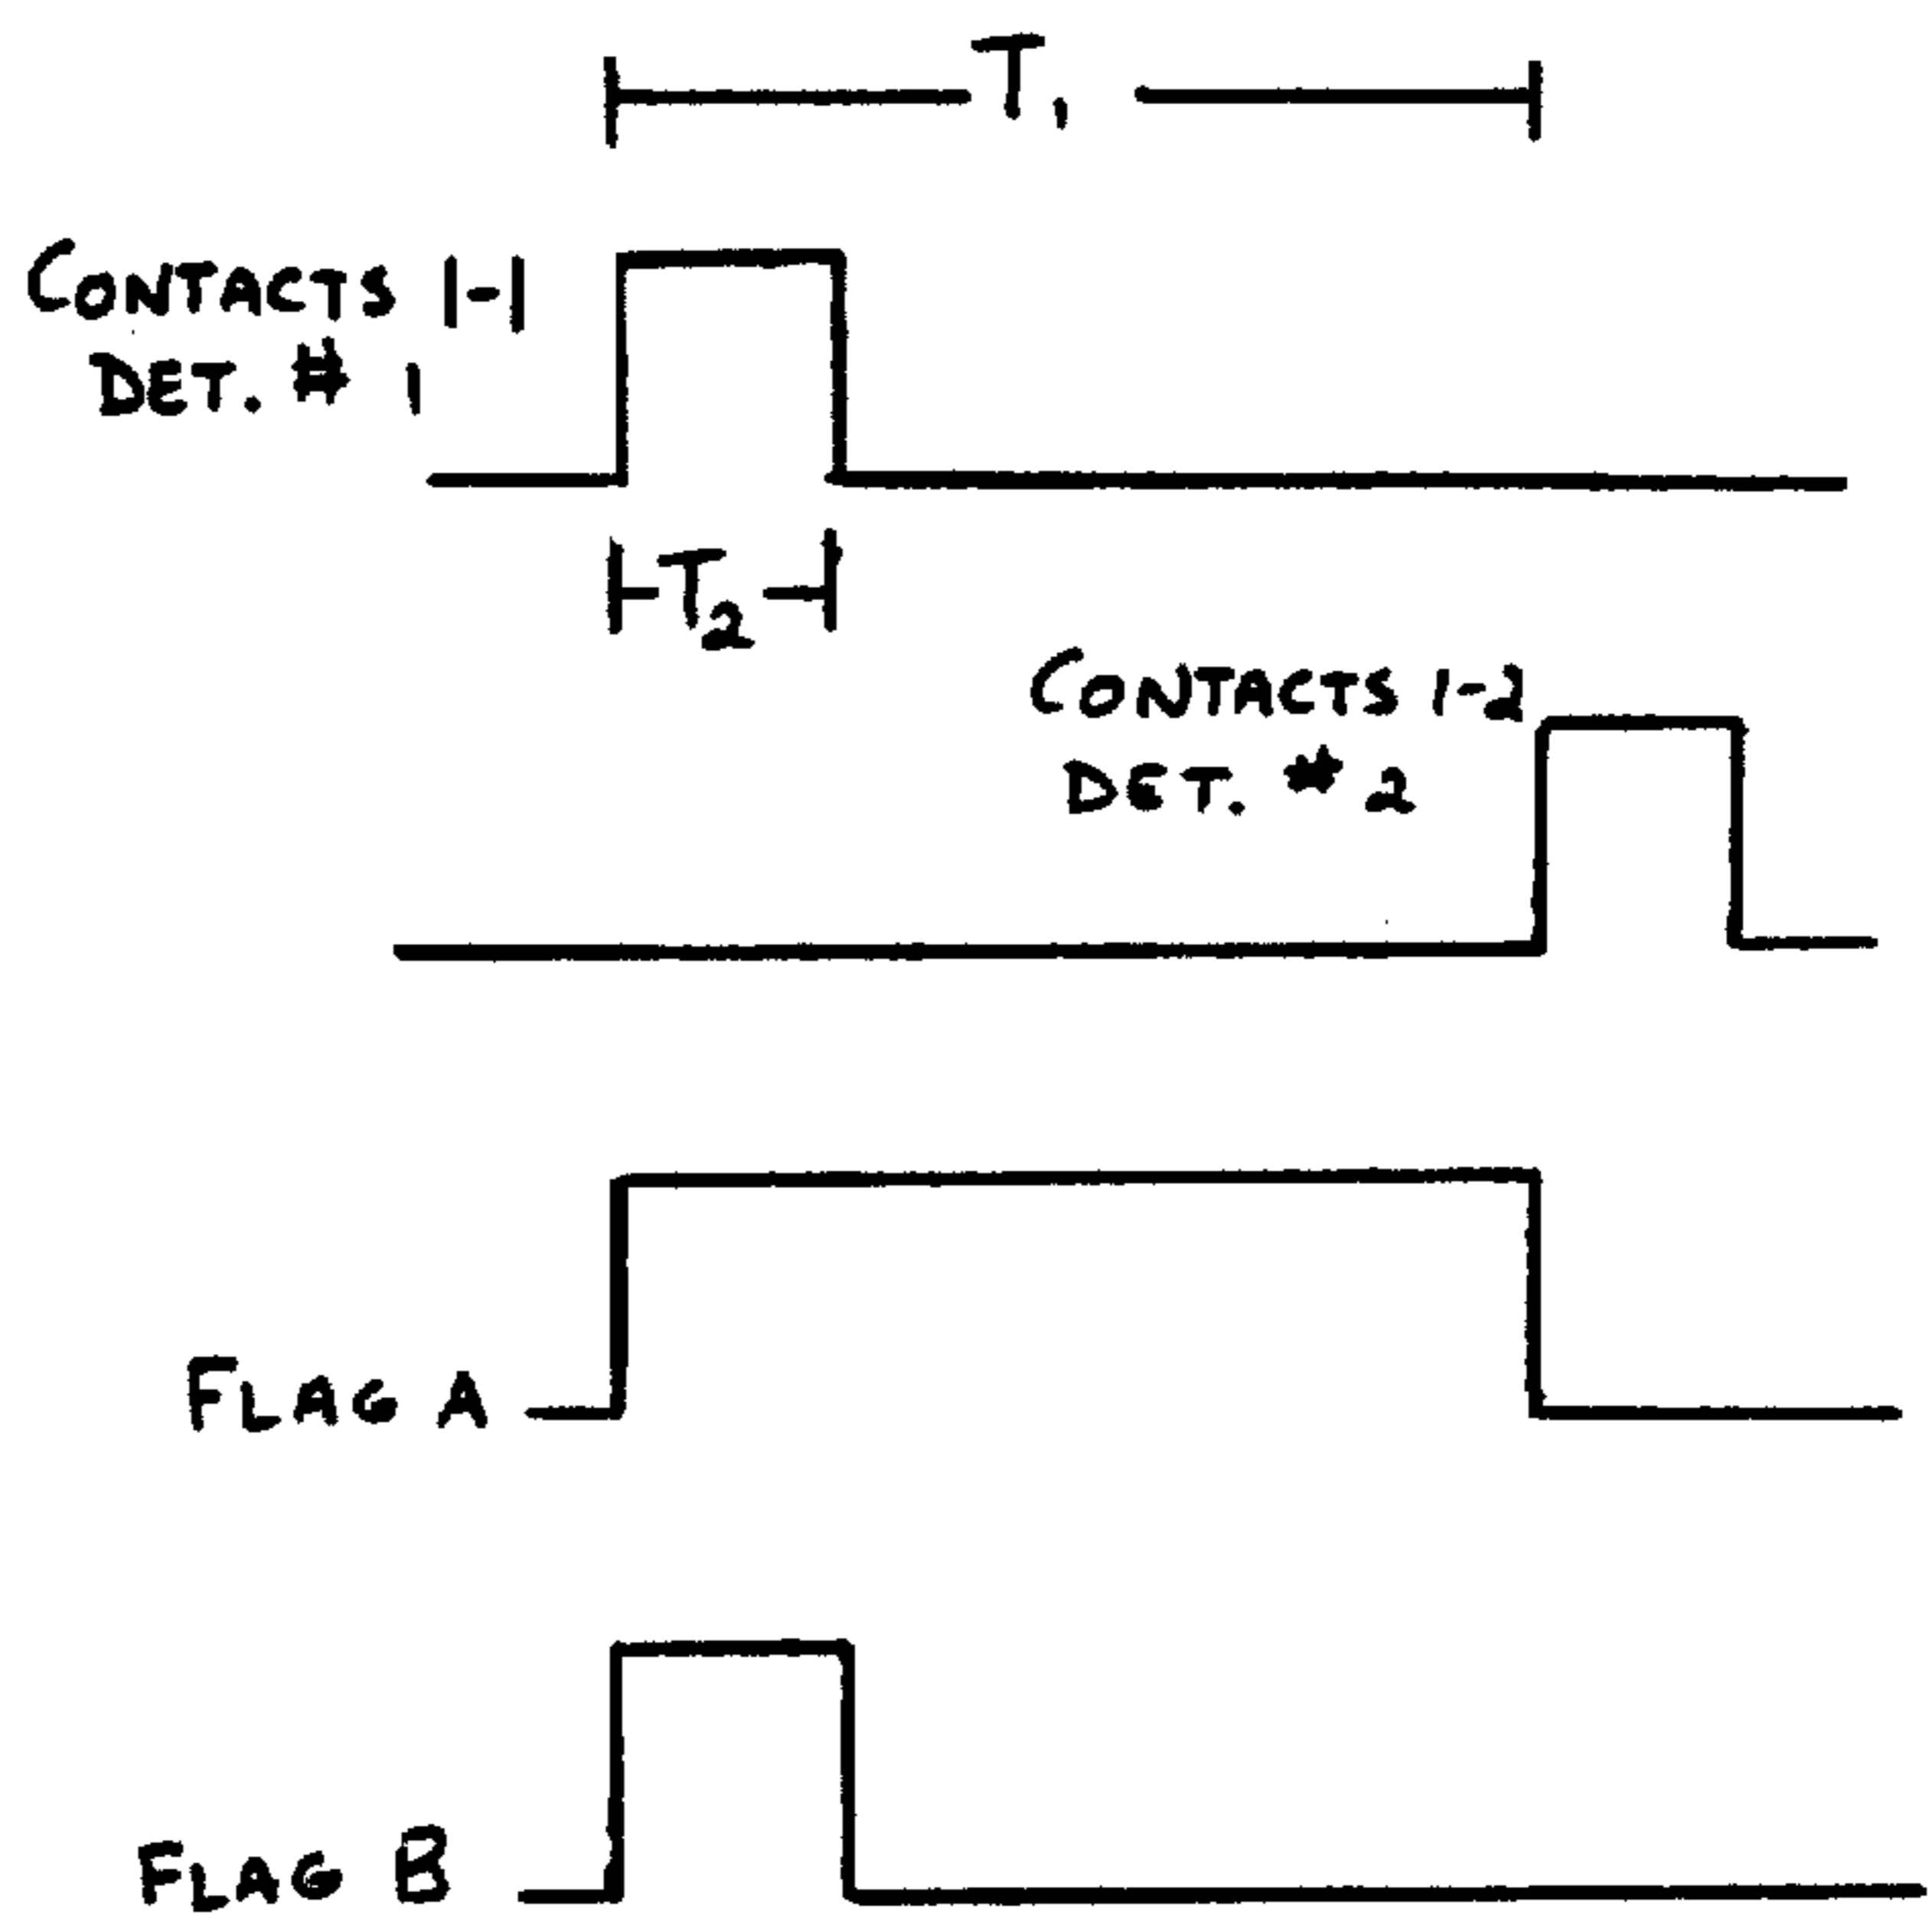 T1
CONTACTS 1-1
DET. # 1
T2
CONTACTS 1-2
DET. # 2
FLAG A
FLAG B